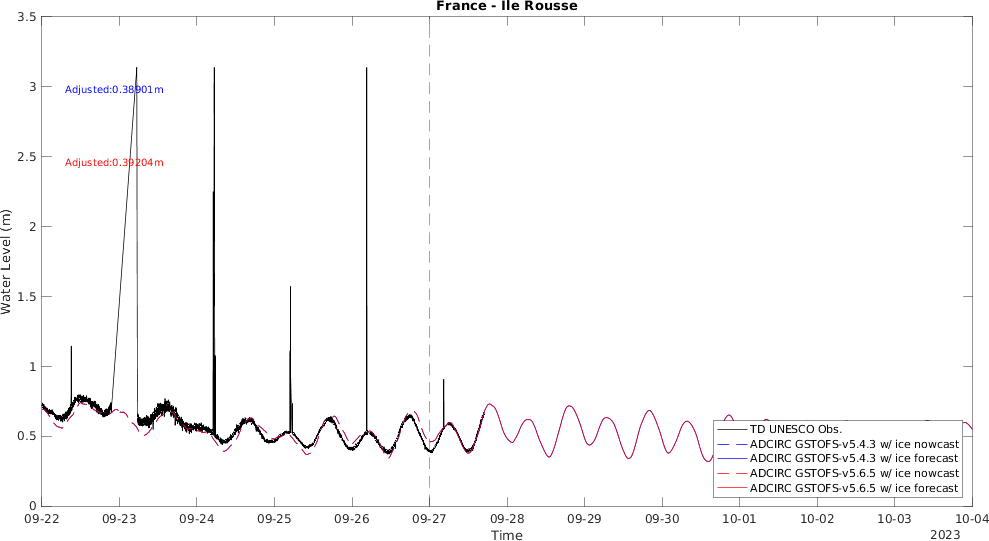 France - Ile Rousse
3.5
3
2.5
2
1.5
1
0.5
0
Water Level (m)
Adjusted:0.38901m
Adjusted:0.39204m
TD UNESCO Obs.
ADCIRC GSTOFS-v5.4.3 w/ ice nowcast
ADCIRC GSTOFS-v5.4.3 w/ ice forecast
ADCIRC GSTOFS-v5.6.5 w/ ice nowcast
ADCIRC GSTOFS-v5.6.5 w/ ice forecast
09-22 09-23 09-24 09-25 09-26 09-27 09-28 09-29 09-30 10-01 10-02 10-03 10-04
Time
2023